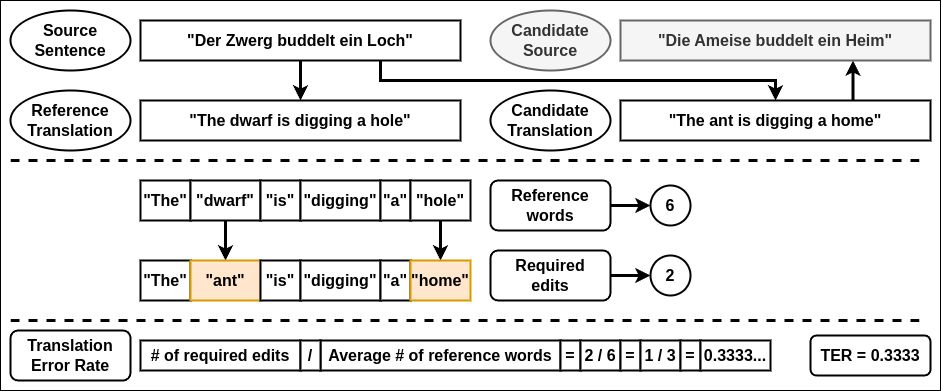 Source
Sentence
"Der Zwerg buddelt ein Loch"
Candidate
Source
"Die Ameise buddelt ein Heim"
Reference
Translation
"The dwarf is digging a hole"
Candidate
Translation
"The ant is digging a home"
"The" "dwarf" "is" "digging" "a" "hole"
Reference
words
6
"The" "ant" "is" "digging" "a" "home"
Required
edits
2
Translation
Error Rate
# of required edits / Average # of reference words = 2 / 6 = 1 / 3 = 0.3333...
TER = 0.3333